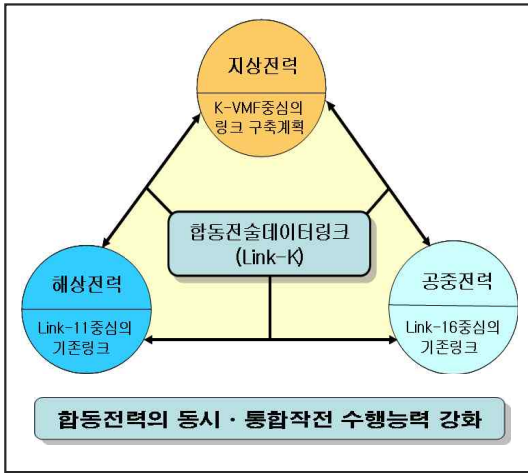 지상전력
K-VMF중심의
링크 구축계획
합동전술데이터링크
(Link-K)
해상전력
Link-11중심의
기존링크
공중전력
Link-16중심의
기존링크
합동전력의 동시 · 통합작전 수행능력 강화